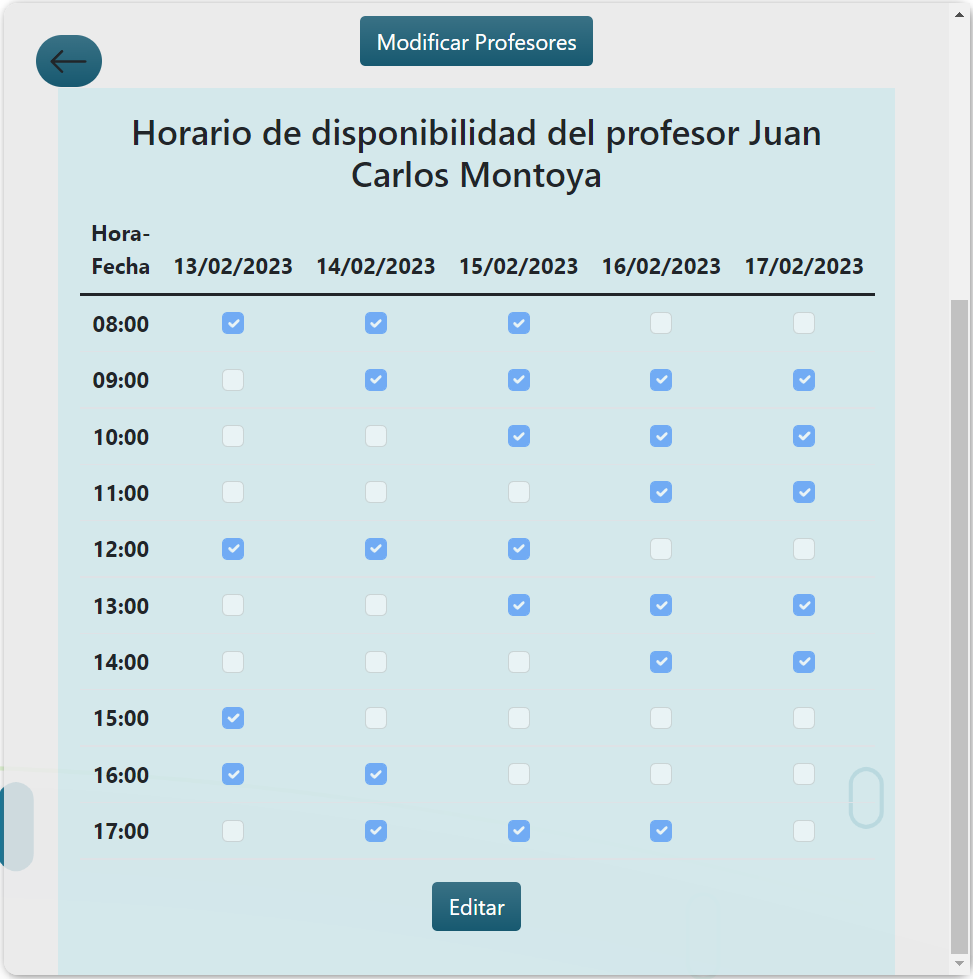 Modificar Profesores
Horario de disponibilidad del profesor Juan
Carlos Montoya
Hora-
Fecha 13/02/2023 14/02/2023 15/02/2023 16/02/2023 17/02/2023
08:00
09:00
10:00
11:00
12:00
13:00
14:00
15:00
16:00
17:00
Editar